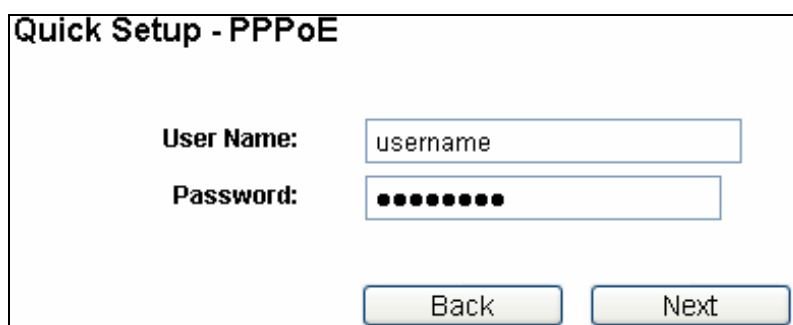 Quick Setup - PPPoE
User Name: username
Password: ●●●●●●●●
Back Next